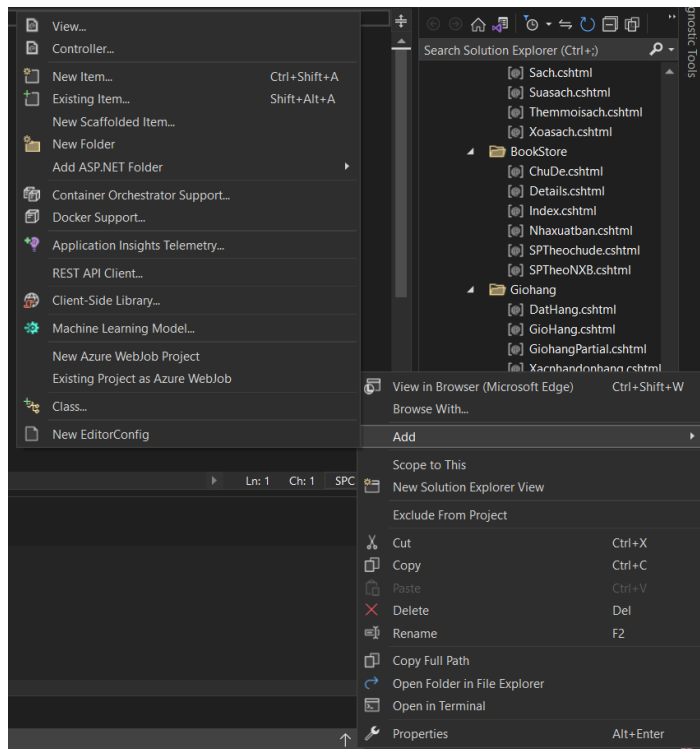 View...
Controller...
New Item... Ctrl+Shift+A
Existing Item... Shift+Alt+A
New Scaffolded Item...
New Folder
Add ASP.NET Folder
Container Orchestrator Support...
Docker Support...
Application Insights Telemetry...
REST API Client...
Client-Side Library...
Machine Learning Model...
New Azure WebJob Project
Existing Project as Azure WebJob
Class...
New EditorConfig
Ln: 1 Ch: 1 SPC
Search Solution Explorer (Ctrl+;)
Sach.cshtml
Suasach.cshtml
Themmoisach.cshtml
Xoasach.cshtml
BookStore
ChuDe.cshtml
Details.cshtml
Index.cshtml
Nhaxuatban.cshtml
SPTheochude.cshtml
SPTheoNXB.cshtml
Giohang
DatHang.cshtml
GioHang.cshtml
GiohangPartial.cshtml
Xacnhandonhang.cshtml
View in Browser (Microsoft Edge) Ctrl+Shift+W
Browse With...
Add
Scope to This
New Solution Explorer View
Exclude From Project
Cut Ctrl+X
Copy Ctrl+C
Paste Ctrl+V
Delete Del
Rename F2
Copy Full Path
Open Folder in File Explorer
Open in Terminal
Properties Alt+Enter
gnostic Tools